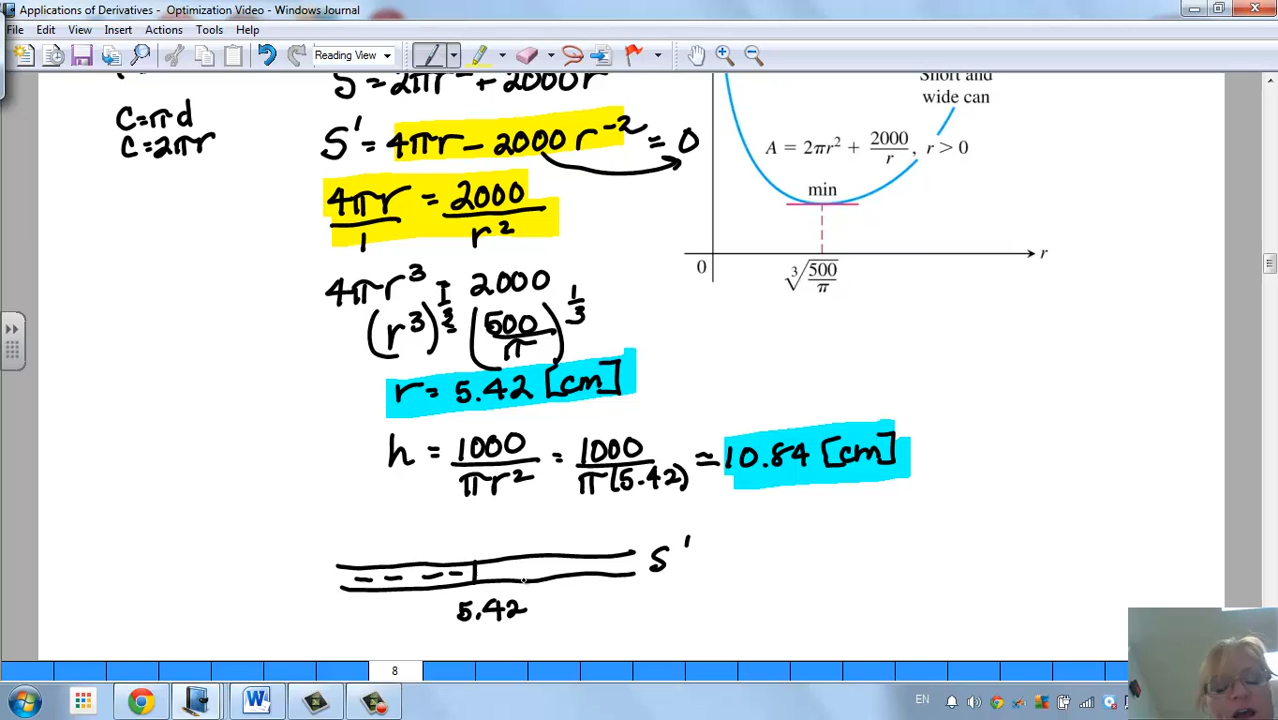 Applications of Derivatives - Optimization Video - Windows Journal
File Edit View Insert Actions Tools Help
Reading View
S = 2πr² + 2000r
C=πd
C=2πr
S' = 4πr - 2000 r⁻² = 0
4πr/1 = 2000/r²
4πr³ = 2000
(r³)^1/3 = (500/π)^1/3
r = 5.42 [cm]
h = 1000/πr² = 1000/π(5.42) ≈ 10.84 [cm]
S'
5.42
Short and
wide can
A = 2πr² + 2000/r, r > 0
min
0
r
∛500/π
8
EN